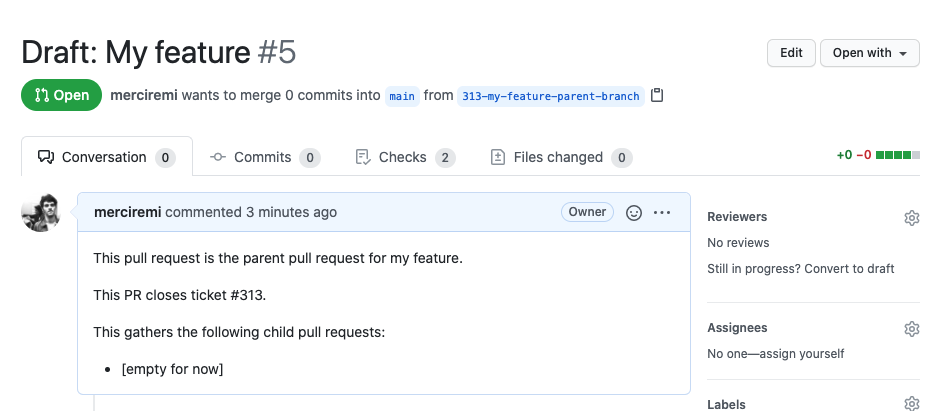 Draft: My feature #5
Edit
Open with
Open
merciremi wants to merge 0 commits into main from 313-my-feature-parent-branch
Conversation 0
Commits 0
Checks 2
Files changed 0
+0 −0
merciremi commented 3 minutes ago
Owner
This pull request is the parent pull request for my feature.
This PR closes ticket #313.
This gathers the following child pull requests:
• [empty for now]
Reviewers
No reviews
Still in progress? Convert to draft
Assignees
No one—assign yourself
Labels